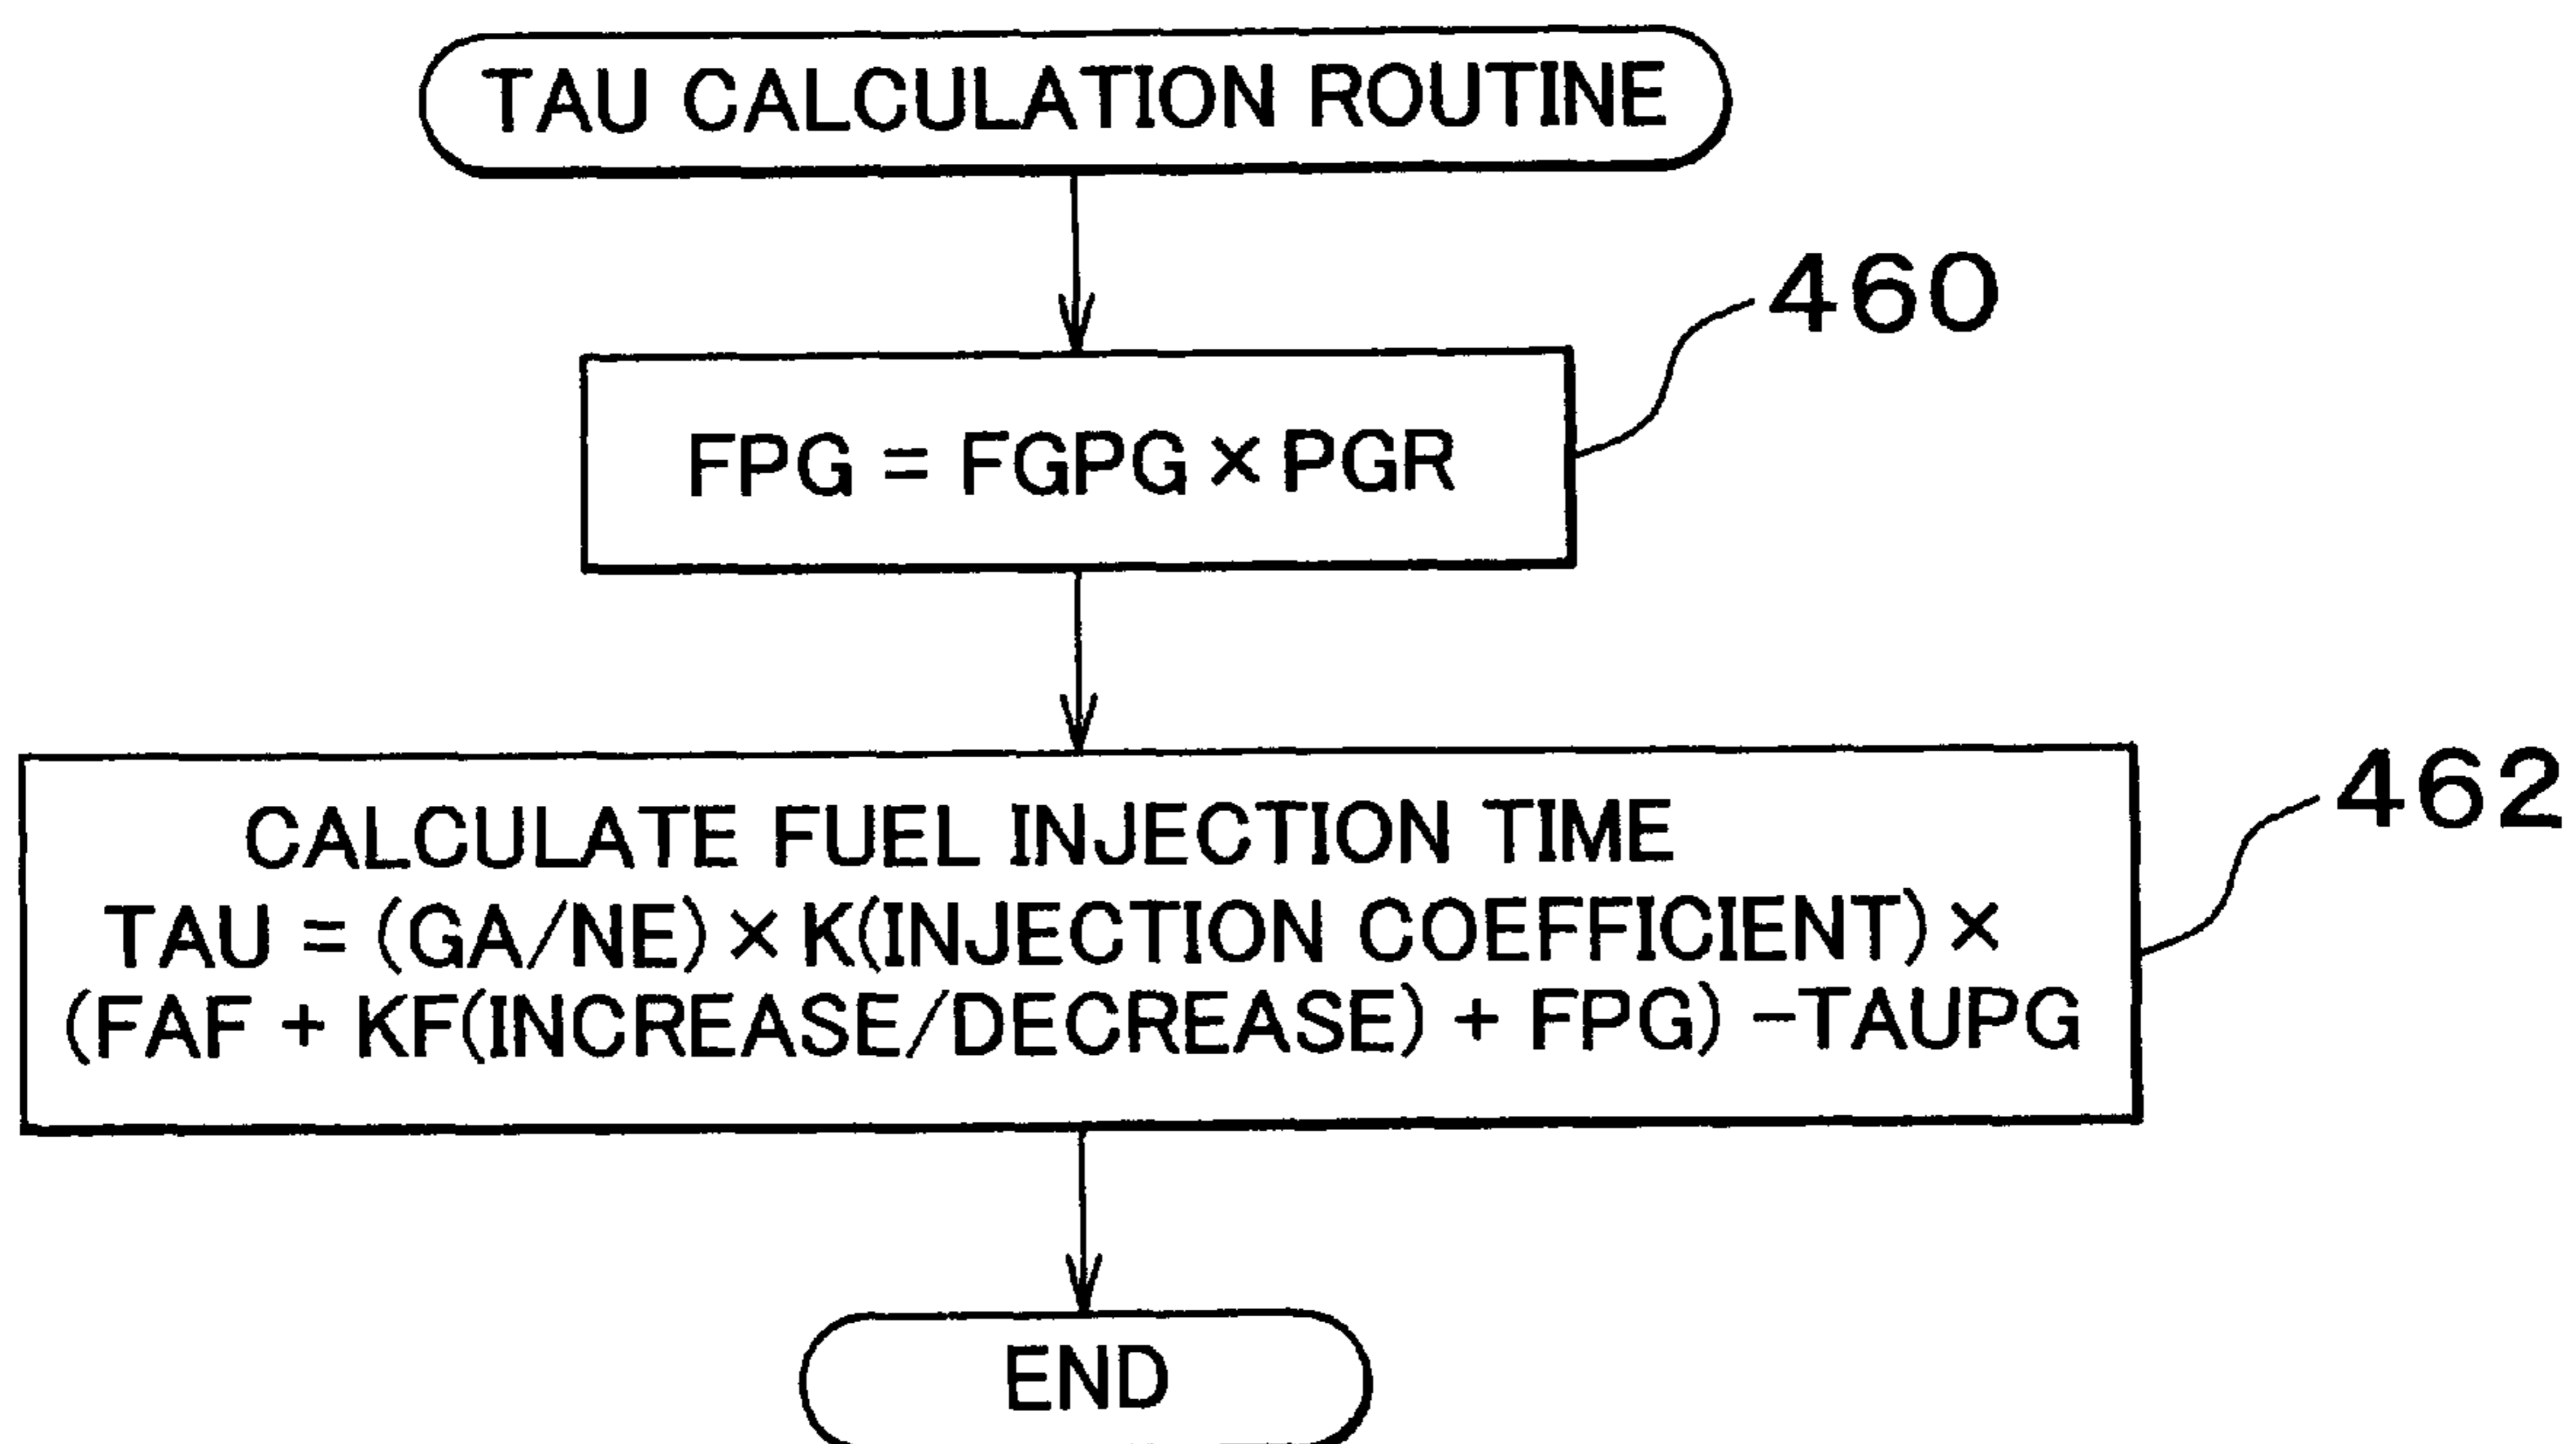 TAU CALCULATION ROUTINE
460
FPG = FGPG × PGR
462
CALCULATE FUEL INJECTION TIME
TAU = (GA/NE) × K(INJECTION COEFFICIENT) ×
(FAF + KF(INCREASE/DECREASE) + FPG) −TAUPG
END